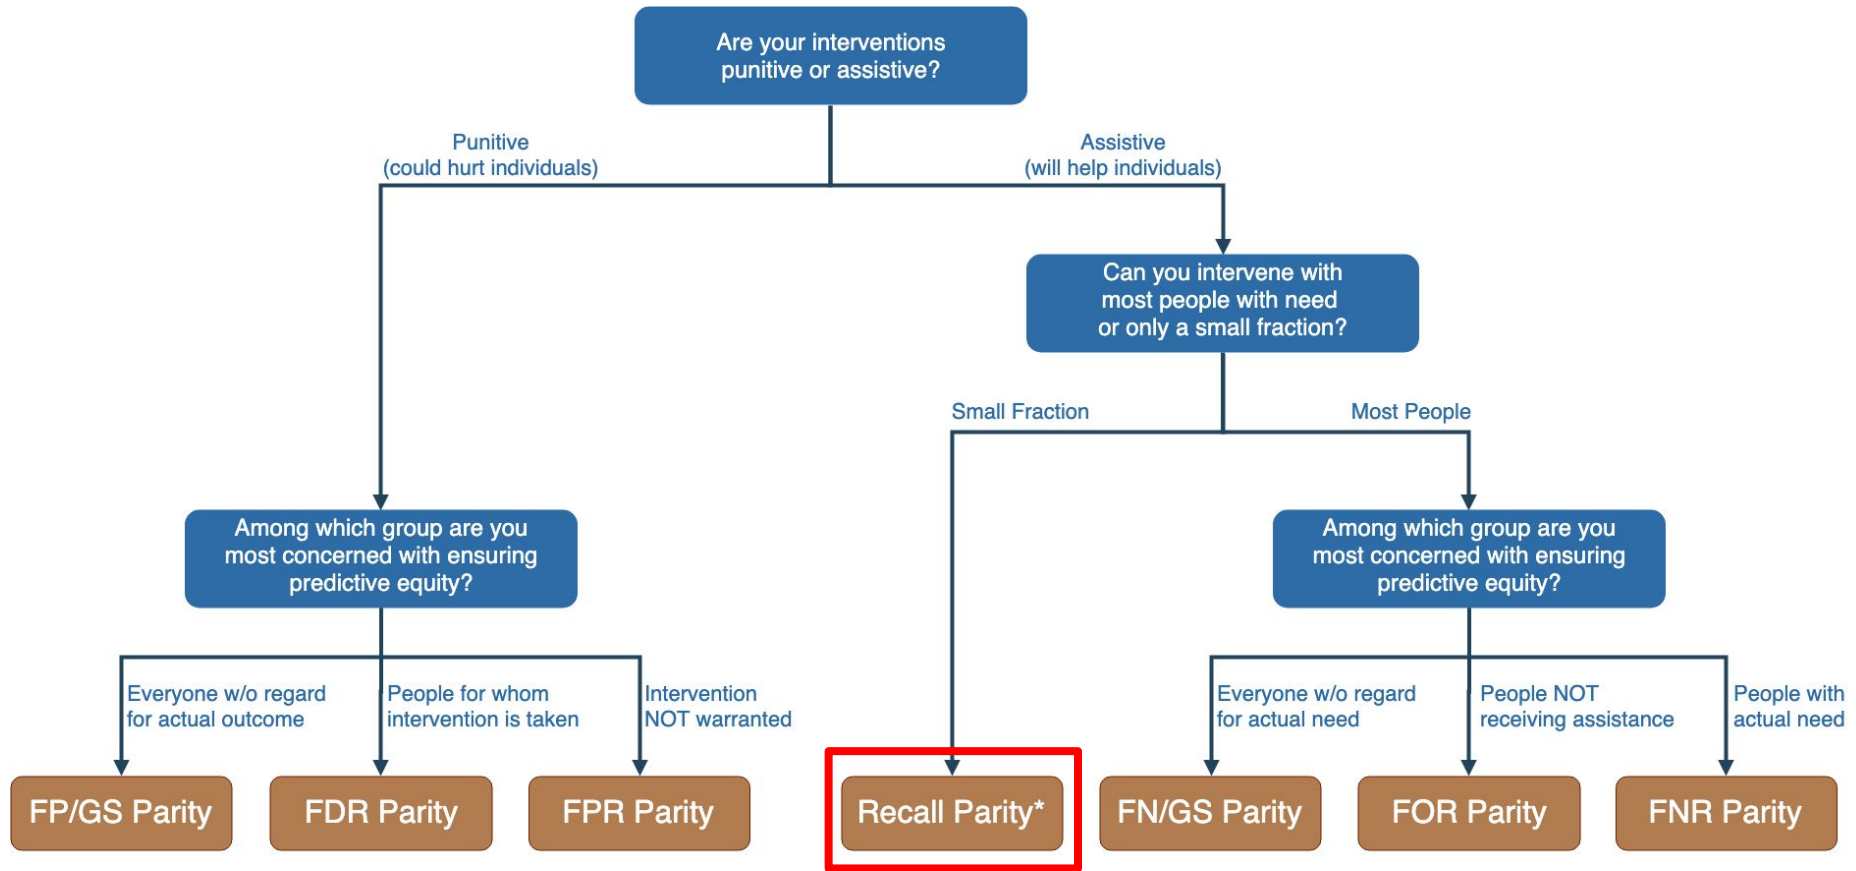 Are your interventions
punitive or assistive?
Punitive
(could hurt individuals)
Assistive
(will help individuals)
Can you intervene with
most people with need
or only a small fraction?
Small Fraction
Most People
Among which group are you
most concerned with ensuring
predictive equity?
Among which group are you
most concerned with ensuring
predictive equity?
Everyone w/o regard
for actual outcome
People for whom
intervention is taken
Intervention
NOT warranted
Everyone w/o regard
for actual need
People NOT
receiving assistance
People with
actual need
FP/GS Parity
FDR Parity
FPR Parity
Recall Parity*
FN/GS Parity
FOR Parity
FNR Parity